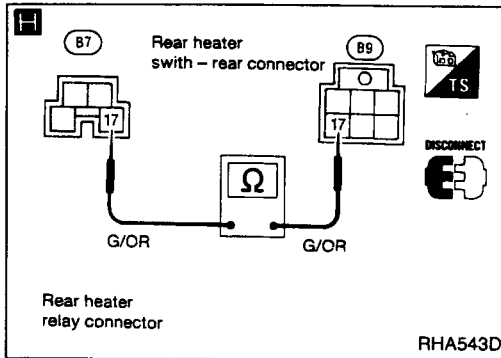 H
B7
Rear heater
swith – rear connector
B9
TS
17
17
DISCONNECT
Ω
G/OR
G/OR
Rear heater
relay connector
RHA543D